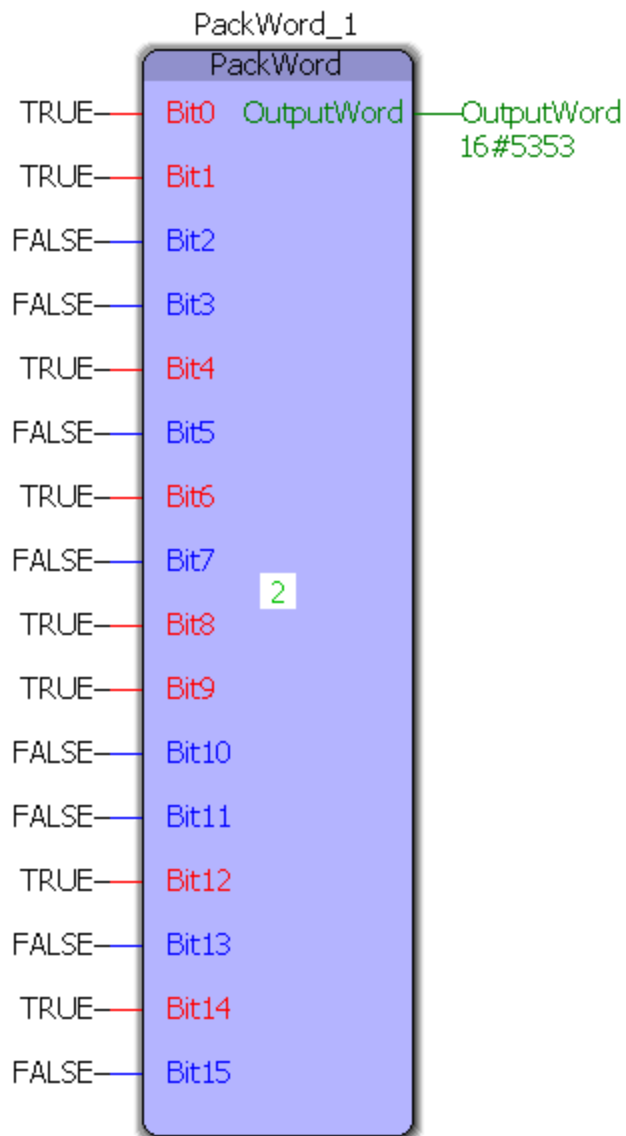 PackWord_1
PackWord
TRUE Bit0 OutputWord OutputWord
16#5353
TRUE Bit1
FALSE Bit2
FALSE Bit3
TRUE Bit4
FALSE Bit5
TRUE Bit6
FALSE Bit7
2
TRUE Bit8
TRUE Bit9
FALSE Bit10
FALSE Bit11
TRUE Bit12
FALSE Bit13
TRUE Bit14
FALSE Bit15